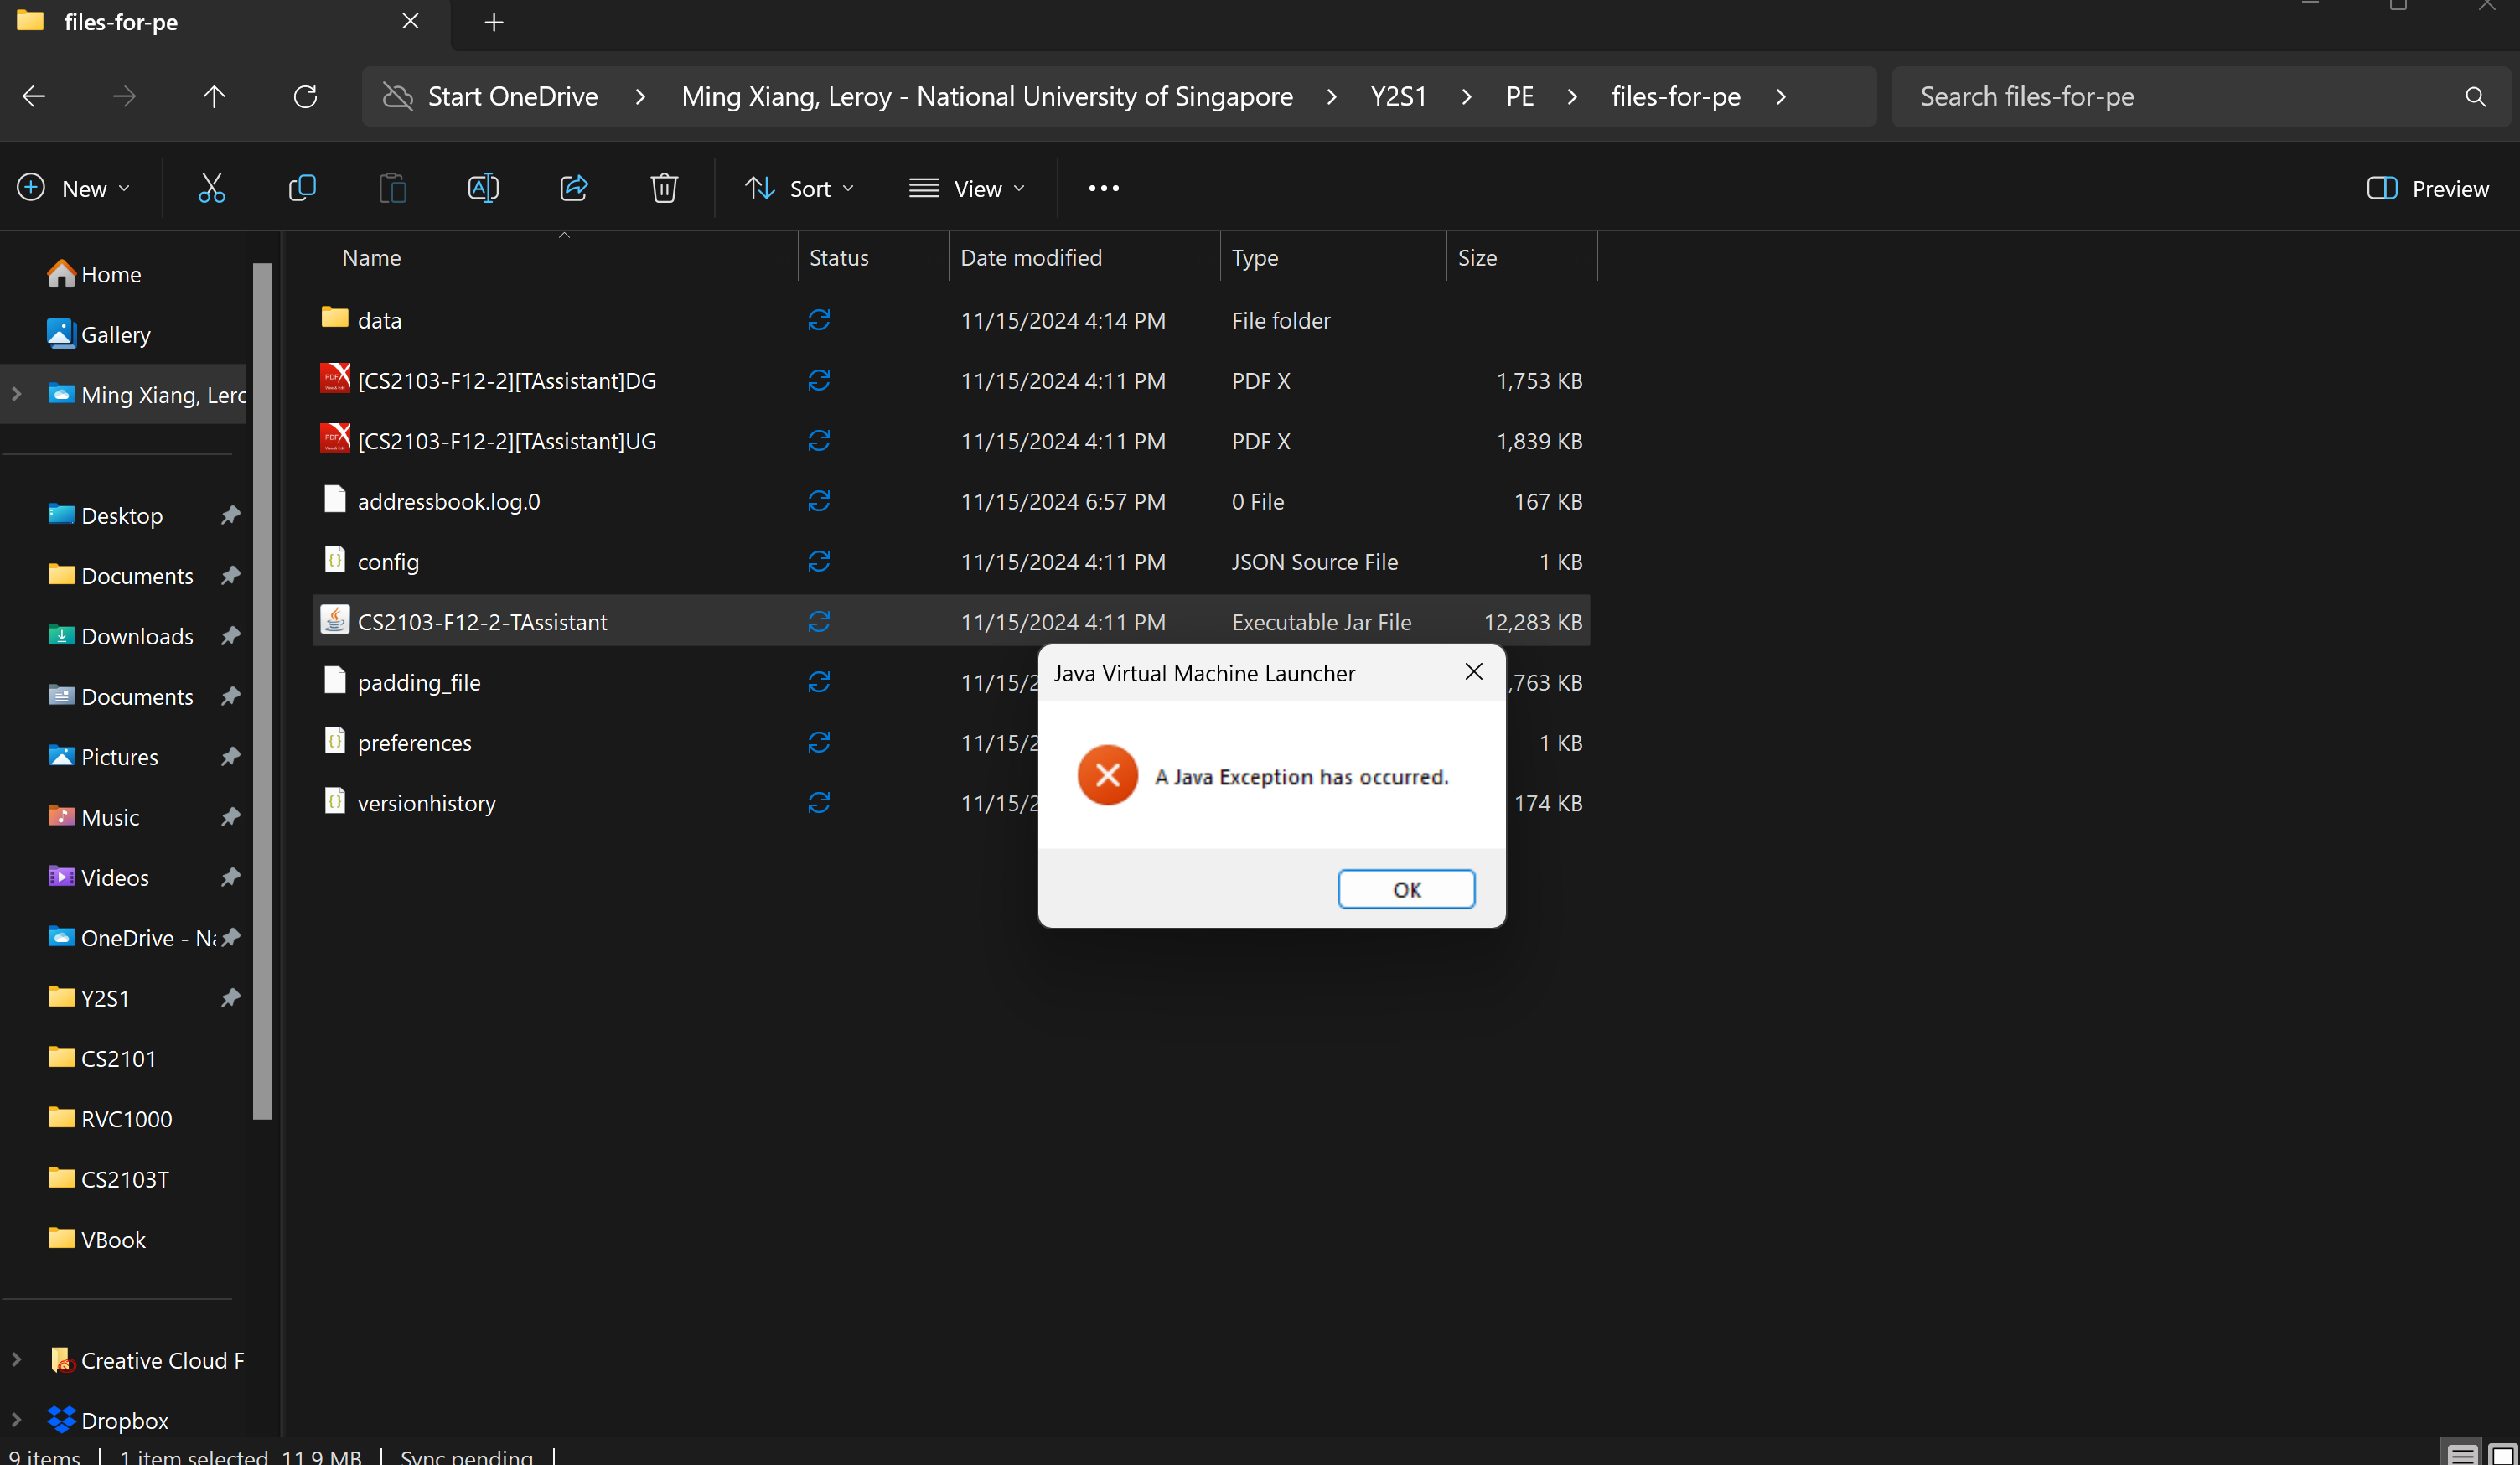 files-for-pe
Start OneDrive > Ming Xiang, Leroy - National University of Singapore > Y2S1 > PE > files-for-pe >
Search files-for-pe
New
Sort
View
Preview
Name Status Date modified Type Size
Home
Gallery
Ming Xiang, Lerc
Desktop
Documents
Downloads
Documents
Pictures
Music
Videos
OneDrive - Na
Y2S1
CS2101
RVC1000
CS2103T
VBook
Creative Cloud F
Dropbox
data 11/15/2024 4:14 PM File folder
[CS2103-F12-2][TAssistant]DG 11/15/2024 4:11 PM PDF X 1,753 KB
[CS2103-F12-2][TAssistant]UG 11/15/2024 4:11 PM PDF X 1,839 KB
addressbook.log.0 11/15/2024 6:57 PM 0 File 167 KB
config 11/15/2024 4:11 PM JSON Source File 1 KB
CS2103-F12-2-TAssistant 11/15/2024 4:11 PM Executable Jar File 12,283 KB
padding_file 11/15/2 ,763 KB
preferences 11/15/2 1 KB
versionhistory 11/15/2 174 KB
Java Virtual Machine Launcher
A Java Exception has occurred.
OK
9 items 1 item selected 11.9 MB Sync pending